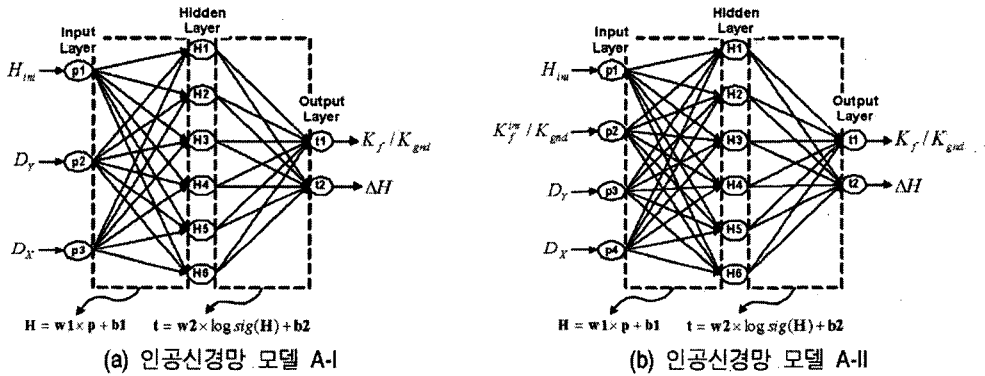 Input Layer
Hidden Layer
Output Layer
H_int
D_Y
D_X
p1
p2
p3
H1
H2
H3
H4
H5
H6
t1
t2
K_f / K_gnd
ΔH
H = w1× p + b1
t = w2×log sig(H)+b2
(a) 인공신경망 모델 A-I
Input Layer
Hidden Layer
Output Layer
H_int
K_f^int / K_gnd
D_Y
D_X
p1
p2
p3
p4
H1
H2
H3
H4
H5
H6
t1
t2
K_f / K_gnd
ΔH
H = w1× p + b1
t = w2×log sig(H)+b2
(b) 인공신경망 모델 A-II